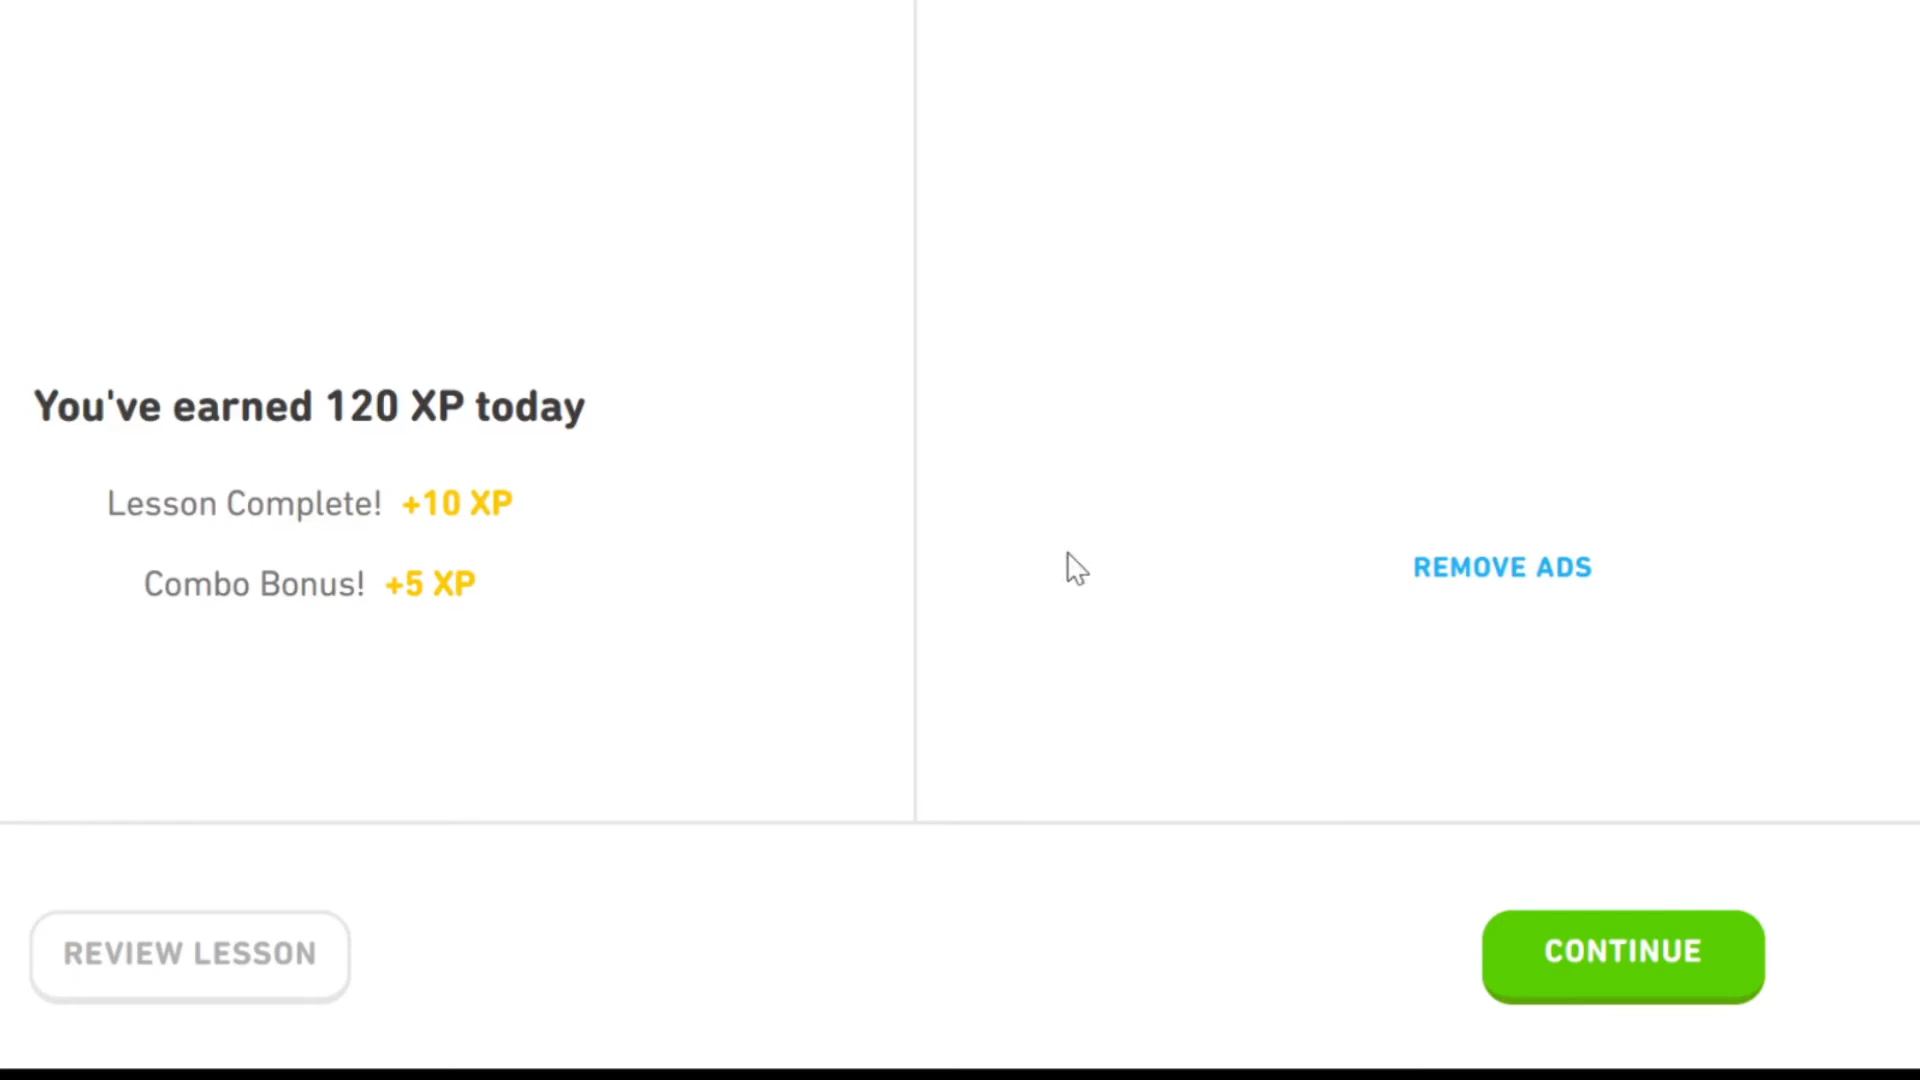 You've earned 120 XP today
Lesson Complete! +10 XP
Combo Bonus! +5 XP
REMOVE ADS
REVIEW LESSON
CONTINUE